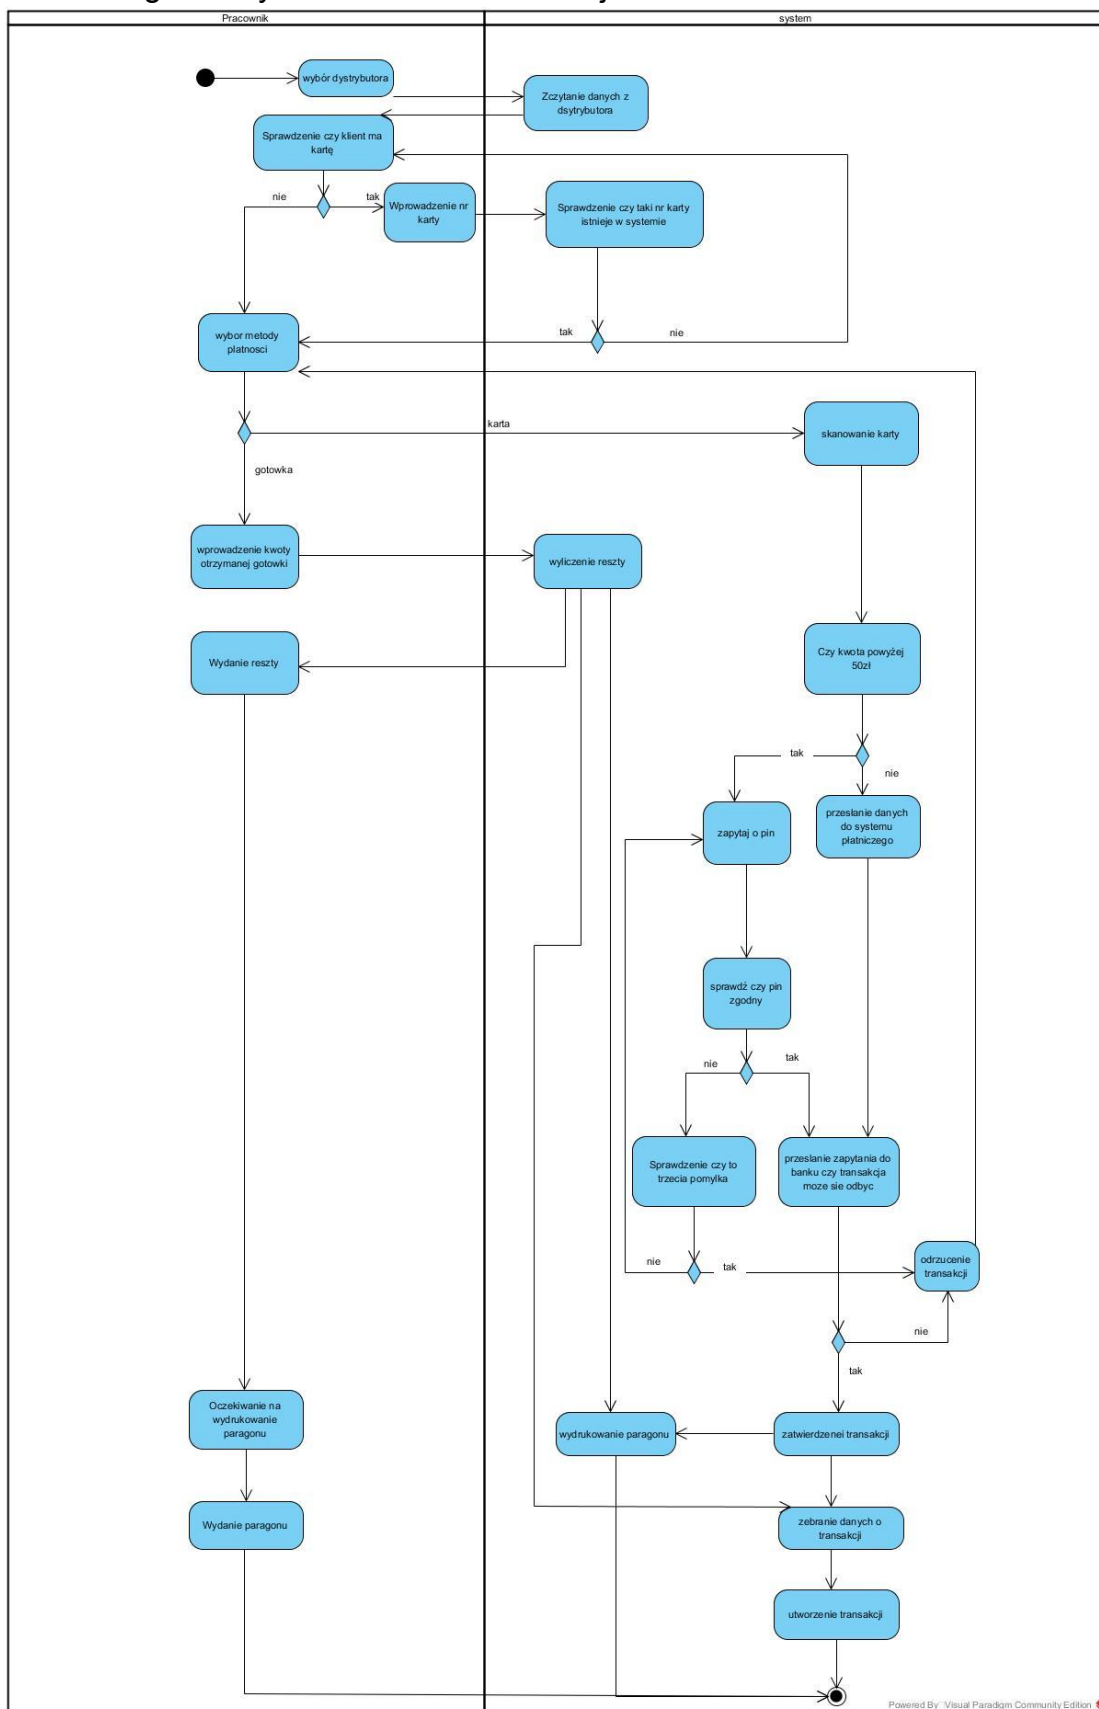 Pracownik
system
wybór dystrybutora
Zczytanie danych z
dsytrybutora
Sprawdzenie czy klient ma
kartę
nie
tak
Wprowadzenie nr
karty
Sprawdzenie czy taki nr karty
istnieje w systemie
wybor metody
platnosci
tak
nie
karta
skanowanie karty
gotowka
wprowadzenie kwoty
otrzymanej gotowki
wyliczenie reszty
Wydanie reszty
Czy kwota powyżej
50zł
tak
nie
zapytaj o pin
przesłanie danych
do systemu
płatniczego
sprawdź czy pin
zgodny
nie
tak
Sprawdzenie czy to
trzecia pomylka
przeslanie zapytania do
banku czy transakcja
moze sie odbyc
nie
tak
odrzucenie
transakcji
nie
tak
Oczekiwanie na
wydrukowanie
paragonu
wydrukowanie paragonu
zatwierdzenei transakcji
Wydanie paragonu
zebranie danych o
transakcji
utworzenie transakcji
Powered By Visual Paradigm Community Edition